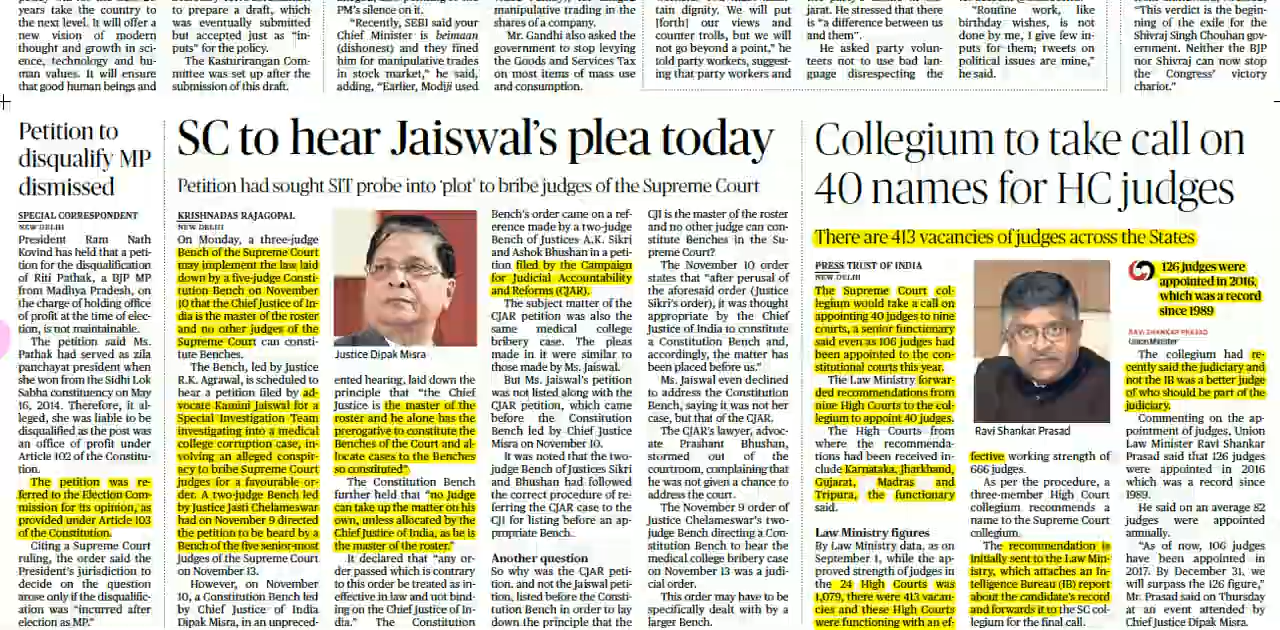 years take the country to
the next level. It will offer a
new vision of modern
thought and growth in sci-
ence, technology and hu-
man values. It will ensure
that good human beings and
to prepare a draft, which
was eventually submitted
but accepted just as “in-
puts” for the policy.
The Kasturirangan Com-
mittee was set up after the
submission of this draft.
PM’s silence on it.
“Recently, SEBI said your
Chief Minister is beimaan
(dishonest) and they fined
him for manipulative trades
in stock market,” he said,
adding, “Earlier, Modiji used
manipulative trading in the
shares of a company.
Mr. Gandhi also asked the
government to stop levying
the Goods and Services Tax
on most items of mass use
and consumption.
tain dignity. We will put
[forth] our views and
counter trolls, but we will
not go beyond a point,” he
told party workers, suggest-
ing that party workers and
jarat. He stressed that there
is “a difference between us
and them”.
He asked party volun-
teers not to use bad lan-
guage disrespecting the
“Routine work, like
birthday wishes, is not
done by me, I give few in-
puts for them; tweets on
political issues are mine,”
he said.
“This verdict is the begin-
ning of the exile for the
Shivraj Singh Chouhan gov-
ernment. Neither the BJP
nor Shivraj can now stop
the Congress’ victory
chariot.”
Petition to
disqualify MP
dismissed
SPECIAL CORRESPONDENT
NEW DELHI
President Ram Nath
Kovind has held that a peti-
tion for the disqualification
of Riti Pathak, a BJP MP
from Madhya Pradesh, on
the charge of holding office
of profit at the time of elec-
tion, is not maintainable.
The petition said Ms.
Pathak had served as zila
panchayat president when
she won from the Sidhi Lok
Sabha constituency on May
16, 2014. Therefore, it al-
leged, she was liable to be
disqualified as the post was
an office of profit under
Article 102 of the Constitu-
tion.
The petition was re-
ferred to the Election Com-
mission for its opinion, as
provided under Article 103
of the Constitution.
Citing a Supreme Court
ruling, the order said the
President’s jurisdiction to
decide on the question
arose only if the disqualific-
ation was “incurred after
election as MP.”
SC to hear Jaiswal’s plea today
Petition had sought SIT probe into ‘plot’ to bribe judges of the Supreme Court
KRISHNADAS RAJAGOPAL
NEW DELHI
On Monday, a three-judge
Bench of the Supreme Court
may implement the law laid
down by a five-judge Consti-
tution Bench on November
10 that the Chief Justice of In-
dia is the master of the roster
and no other judges of the
Supreme Court can consti-
tute Benches.
The Bench, led by Justice
R.K. Agrawal, is scheduled to
hear a petition filed by ad-
vocate Kamini Jaiswal for a
Special Investigation Team
investigating into a medical
college corruption case, in-
volving an alleged conspir-
acy to bribe Supreme Court
judges for a favourable or-
der. A two-judge Bench led
by Justice Jasti Chelameswar
had on November 9 directed
the petition to be heard by a
Bench of the five senior-most
judges of the Supreme Court
on November 13.
However, on November
10, a Constitution Bench led
by Chief Justice of India
Dipak Misra, in an unpreced-
Justice Dipak Misra
ented hearing, laid down the
principle that “the Chief
Justice is the master of the
roster and he alone has the
prerogative to constitute the
Benches of the Court and al-
locate cases to the Benches
so constituted”.
The Constitution Bench
further held that “no Judge
can take up the matter on his
own, unless allocated by the
Chief Justice of India, as he is
the master of the roster.”
It declared that “any or-
der passed which is contrary
to this order be treated as in-
effective in law and not bind-
ing on the Chief Justice of In-
dia.” The Constitution
Bench’s order came on a ref-
erence made by a two-judge
Bench of Justices A.K. Sikri
and Ashok Bhushan in a peti-
tion filed by the Campaign
for Judicial Accountability
and Reforms (CJAR).
The subject matter of the
CJAR petition was also the
same medical college
bribery case. The pleas
made in it were similar to
those made by Ms. Jaiswal.
But Ms. Jaiswal’s petition
was not listed along with the
CJAR petition, which came
before the Constitution
Bench led by Chief Justice
Misra on November 10.
It was noted that the two-
judge Bench of Justices Sikri
and Bhushan had followed
the correct procedure of re-
ferring the CJAR case to the
CJI for listing before an ap-
propriate Bench.
Another question
So why was the CJAR peti-
tion, and not the Jaiswal peti-
tion, listed before the Consti-
tution Bench in order to lay
down the principle that the
CJI is the master of the roster
and no other judge can con-
stitute Benches in the Su-
preme Court?
The November 10 order
states that “after perusal of
the aforesaid order (Justice
Sikri’s order), it was thought
appropriate by the Chief
Justice of India to constitute
a Constitution Bench and,
accordingly, the matter has
been placed before us.”
Ms. Jaiswal even declined
to address the Constitution
Bench, saying it was not her
case, but that of the CJAR.
The CJAR’s lawyer, advoc-
ate Prashant Bhushan,
stormed out of the
courtroom, complaining that
he was not given a chance to
address the court.
The November 9 order of
Justice Chelameswar’s two-
judge Bench directing a Con-
stitution Bench to hear the
medical college bribery case
on November 13 was a judi-
cial order.
This order may have to be
specifically dealt with by a
larger Bench.
Collegium to take call on
40 names for HC judges
There are 413 vacancies of judges across the States
PRESS TRUST OF INDIA
NEW DELHI
The Supreme Court col-
legium would take a call on
appointing 40 judges to nine
courts, a senior functionary
said even as 106 judges had
been appointed to the con-
stitutional courts this year.
The Law Ministry forwar-
ded recommendations from
nine High Courts to the col-
legium to appoint 40 judges.
The High Courts from
where the recommenda-
tions had been received in-
clude Karnataka, Jharkhand,
Gujarat, Madras and
Tripura, the functionary
said.
Law Ministry figures
By Law Ministry data, as on
September 1, while the ap-
proved strength of judges in
the 24 High Courts was
1,079, there were 413 vacan-
cies and these High Courts
were functioning with an ef-
Ravi Shankar Prasad
fective working strength of
666 judges.
As per the procedure, a
three-member High Court
collegium recommends a
name to the Supreme Court
collegium.
The recommendation is
initially sent to the Law Min-
istry, which attaches an In-
telligence Bureau (IB) report
about the candidate’s record
and forwards it to the SC col-
legium for the final call.
126 judges were
appointed in 2016,
which was a record
since 1989
RAVI SHANKAR PRASAD
Union Minister
The collegium had re-
cently said the judiciary and
not the IB was a better judge
of who should be part of the
judiciary.
Commenting on the ap-
pointment of judges, Union
Law Minister Ravi Shankar
Prasad said that 126 judges
were appointed in 2016
which was a record since
1989.
He said on an average 82
judges were appointed
annually.
“As of now, 106 judges
have been appointed in
2017. By December 31, we
will surpass the 126 figure,”
Mr. Prasad said on Thursday
at an event attended by
Chief Justice Dipak Misra.